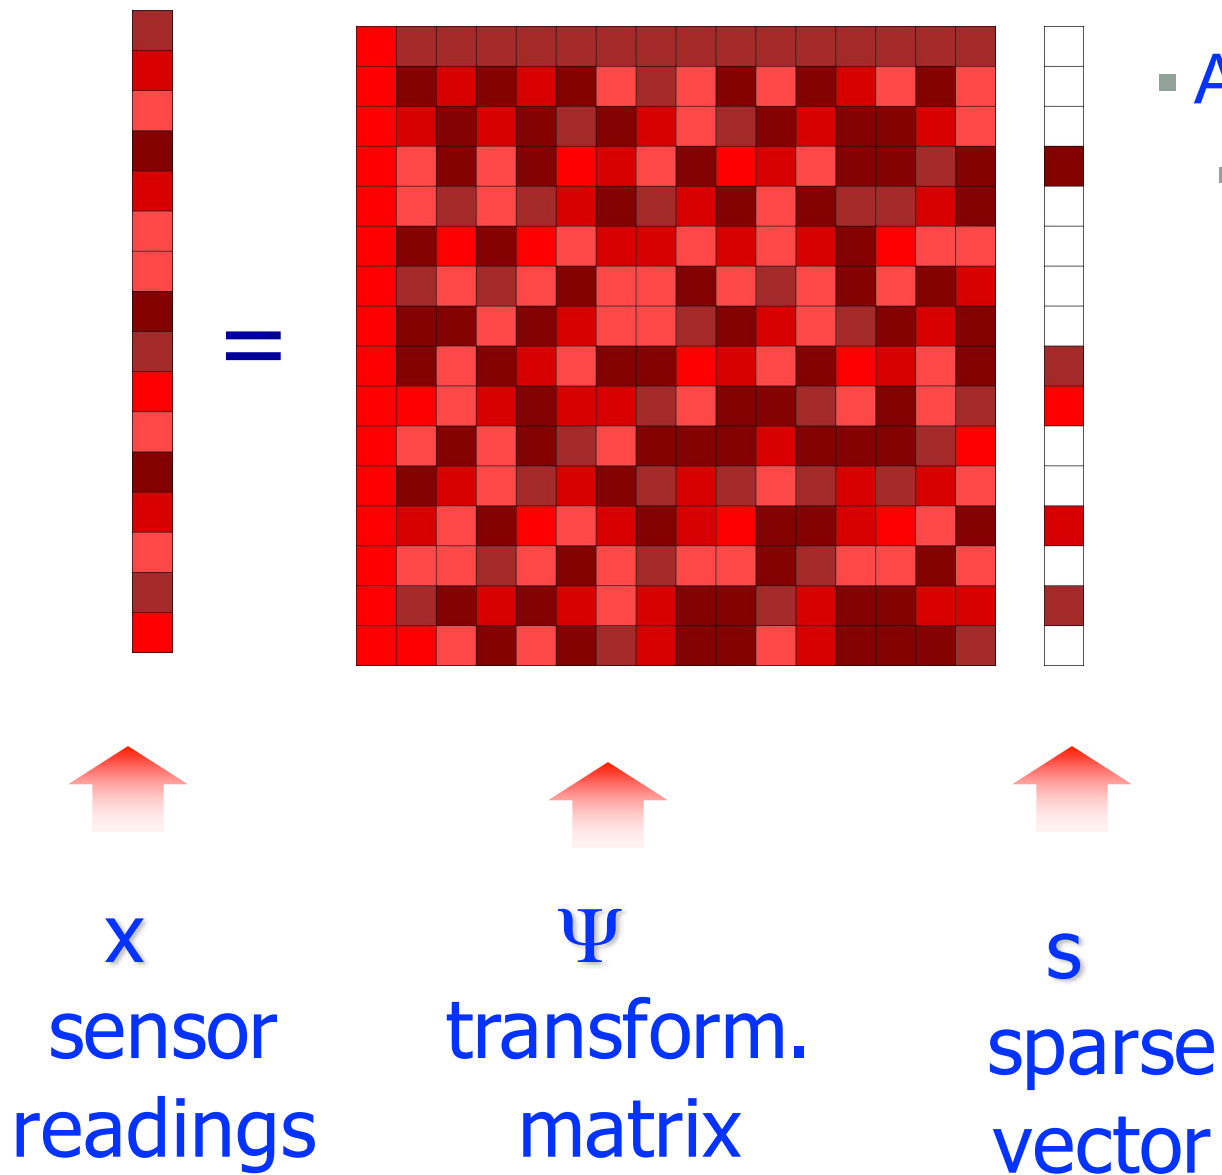 A
=
x
sensor
readings
Ψ
transform.
matrix
s
sparse
vector